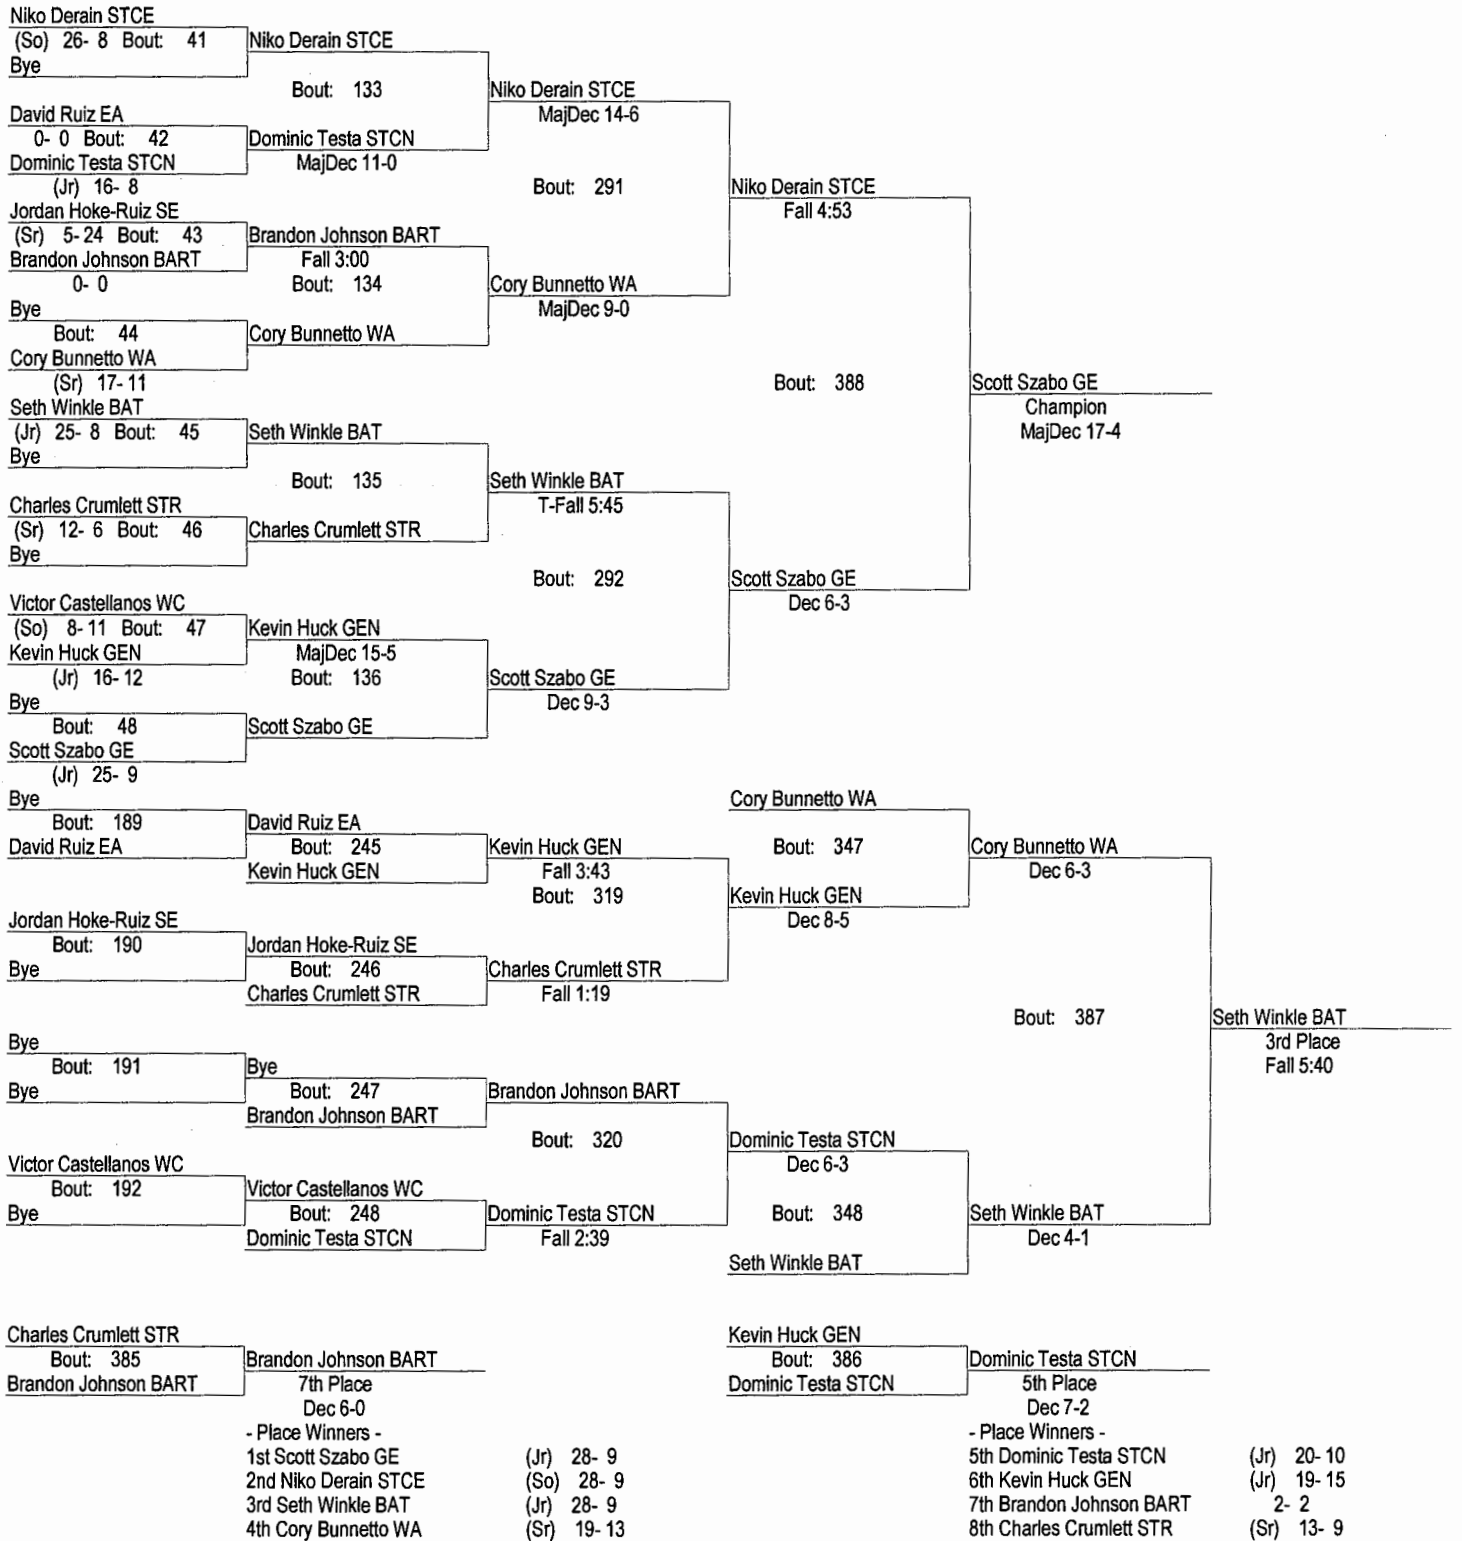 Niko Derain STCE
(So) 26- 8 Bout: 41
Bye
Niko Derain STCE
Bout: 133
David Ruiz EA
0- 0 Bout: 42
Dominic Testa STCN
(Jr) 16- 8
Dominic Testa STCN
MajDec 11-0
Niko Derain STCE
MajDec 14-6
Bout: 291
Jordan Hoke-Ruiz SE
(Sr) 5-24 Bout: 43
Brandon Johnson BART
0- 0
Brandon Johnson BART
Fall 3:00
Bout: 134
Bye
Bout: 44
Cory Bunnetto WA
(Sr) 17-11
Cory Bunnetto WA
Cory Bunnetto WA
MajDec 9-0
Niko Derain STCE
Fall 4:53
Bout: 388
Scott Szabo GE
Champion
MajDec 17-4
Seth Winkle BAT
(Jr) 25- 8 Bout: 45
Bye
Seth Winkle BAT
Bout: 135
Charles Crumlett STR
(Sr) 12- 6 Bout: 46
Bye
Charles Crumlett STR
Seth Winkle BAT
T-Fall 5:45
Bout: 292
Victor Castellanos WC
(So) 8-11 Bout: 47
Kevin Huck GEN
(Jr) 16-12
Kevin Huck GEN
MajDec 15-5
Bout: 136
Bye
Bout: 48
Scott Szabo GE
(Jr) 25- 9
Scott Szabo GE
Scott Szabo GE
Dec 9-3
Scott Szabo GE
Dec 6-3
Bye
Bout: 189
David Ruiz EA
David Ruiz EA
Bout: 245
Kevin Huck GEN
Kevin Huck GEN
Fall 3:43
Bout: 319
Jordan Hoke-Ruiz SE
Bout: 190
Bye
Jordan Hoke-Ruiz SE
Bout: 246
Charles Crumlett STR
Charles Crumlett STR
Fall 1:19
Cory Bunnetto WA
Bout: 347
Kevin Huck GEN
Dec 8-5
Cory Bunnetto WA
Dec 6-3
Bout: 387
Seth Winkle BAT
3rd Place
Fall 5:40
Bye
Bout: 191
Bye
Bye
Bout: 247
Brandon Johnson BART
Brandon Johnson BART
Bout: 320
Victor Castellanos WC
Bout: 192
Bye
Victor Castellanos WC
Bout: 248
Dominic Testa STCN
Dominic Testa STCN
Fall 2:39
Dominic Testa STCN
Dec 6-3
Bout: 348
Seth Winkle BAT
Seth Winkle BAT
Dec 4-1
Charles Crumlett STR
Bout: 385
Brandon Johnson BART
Brandon Johnson BART
7th Place
Dec 6-0
Kevin Huck GEN
Bout: 386
Dominic Testa STCN
Dominic Testa STCN
5th Place
Dec 7-2
- Place Winners -
1st Scott Szabo GE (Jr) 28- 9
2nd Niko Derain STCE (So) 28- 9
3rd Seth Winkle BAT (Jr) 28- 9
4th Cory Bunnetto WA (Sr) 19-13
- Place Winners -
5th Dominic Testa STCN (Jr) 20-10
6th Kevin Huck GEN (Jr) 19-15
7th Brandon Johnson BART 2- 2
8th Charles Crumlett STR (Sr) 13- 9